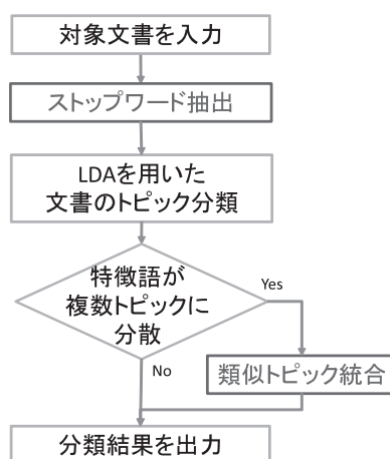 対象文書を入力
ストップワード抽出
LDAを用いた
文書のトピック分類
特徴語が
複数トピックに
分散
Yes
No
類似トピック統合
分類結果を出力